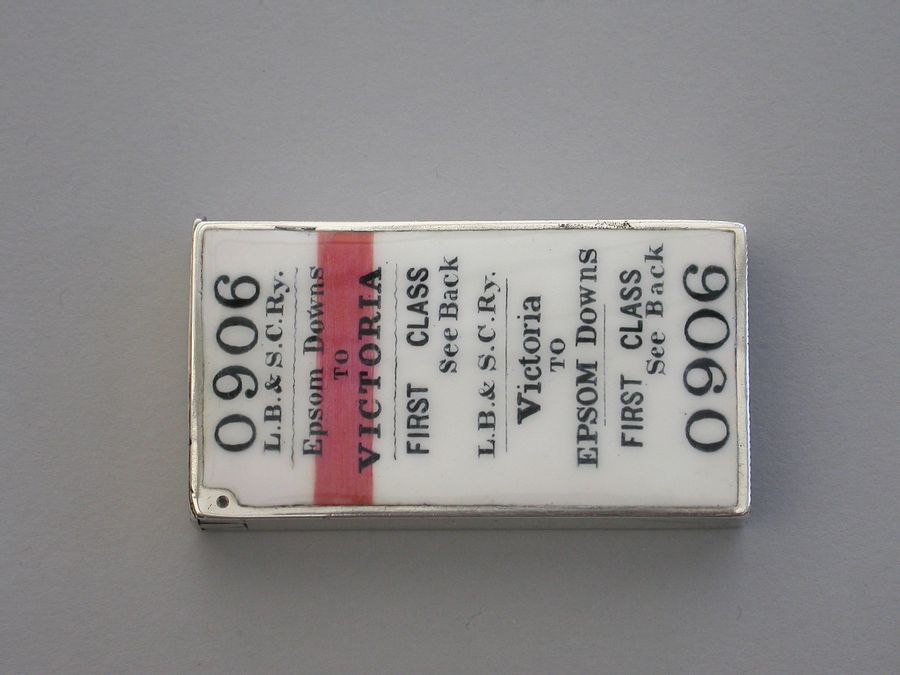 0906
L.B.& S.C.Ry.
Epsom Downs
TO
VICTORIA
FIRST CLASS
See Back
L.B.& S.C.Ry.
Victoria
TO
EPSOM Downs
FIRST CLASS
See Back
0906